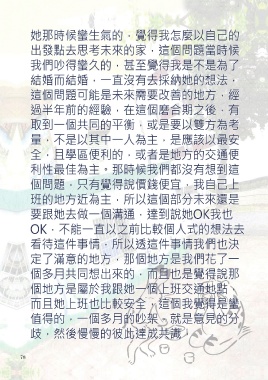 她那時候蠻生氣的，覺得我怎麼以自己的
出發點去思考未來的家，這個問題當時候
我們吵得蠻久的，甚至覺得我是不是為了
結婚而結婚，一直沒有去採納她的想法，
這個問題可能是未來需要改善的地方，經
過半年前的經驗，在這個磨合期之後，有
取到一個共同的平衡，或是要以雙方為考
量，不是以其中一人為主，是應該以最安
全，且學區便利的，或者是地方的交通便
利性最佳為主。那時候我們都沒有想到這
個問題，只有覺得說價錢便宜，我自己上
班的地方近為主，所以這個部分未來還是
要跟她去做一個溝通，達到說她OK我也
OK，不能一直以之前比較個人式的想法去
看待這件事情，所以透這件事情我們也決
定了滿意的地方，那個地方是我們花了一
個多月共同想出來的，而且也是覺得說那
個地方是屬於我跟她一個上班交通地點，
而且她上班也比較安全，這個我覺得是蠻
值得的，一個多月的吵架，就是意見的分
歧，然後慢慢的彼此達成共識。